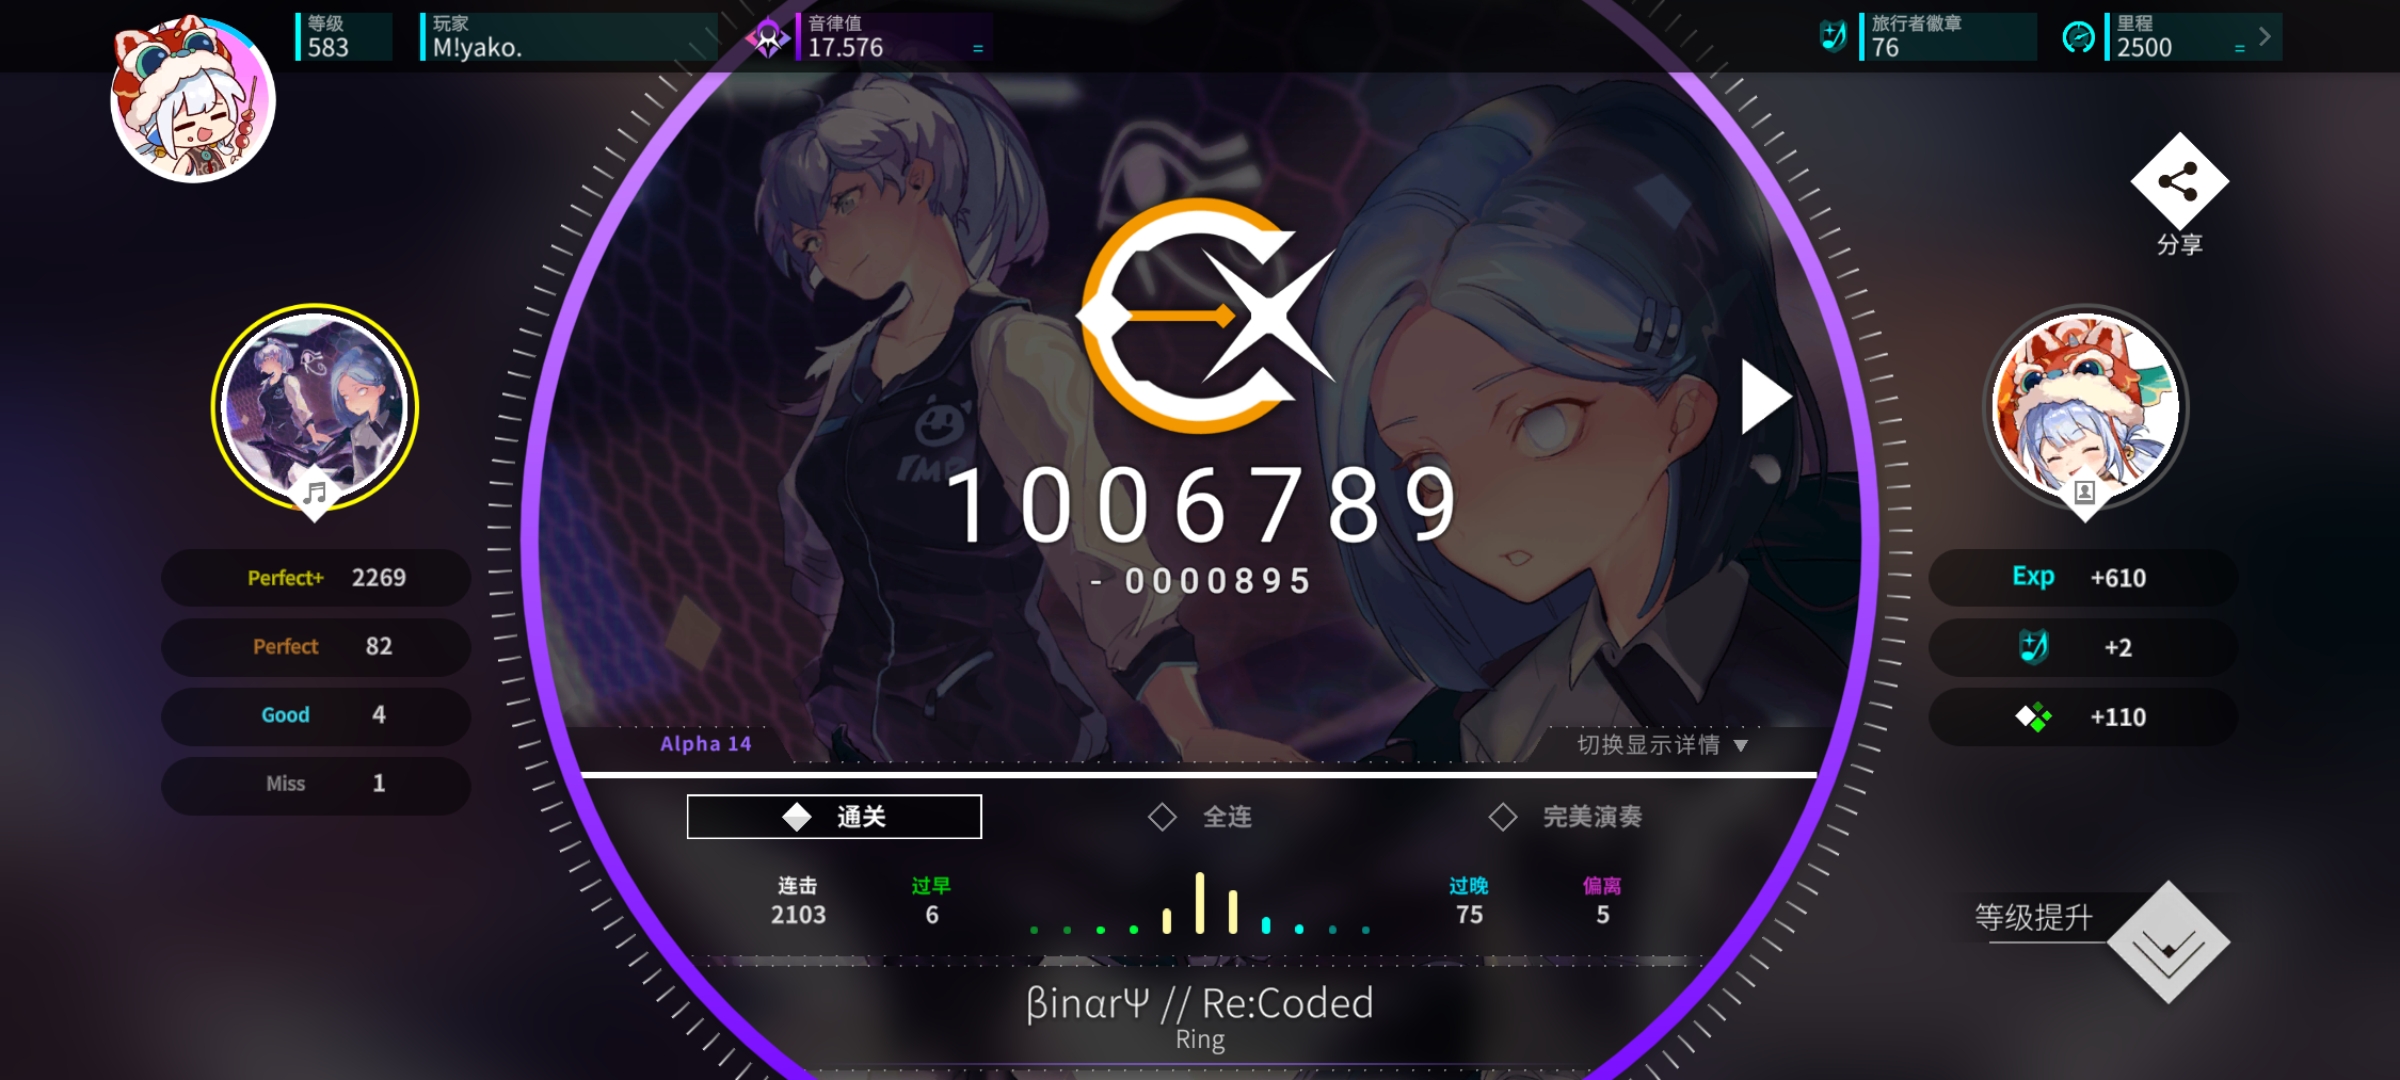 等级
583
玩家
M!yako.
音律值
17.576 =
旅行者徽章
76
里程
2500 =
分享
EX
1006789
- 0000895
Perfect+ 2269
Perfect 82
Good 4
Miss 1
Exp +610
+2
+110
Alpha 14
切换显示详情 ▼
通关
全连
完美演奏
连击
2103
过早
6
过晚
75
偏离
5
等级提升
βinαrΨ // Re:Coded
Ring